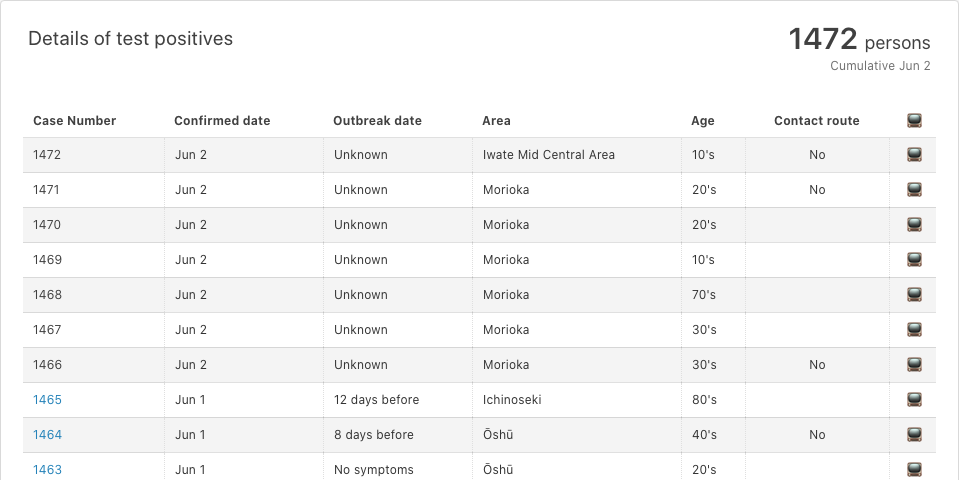 Details of test positives
1472 persons
Cumulative Jun 2
Case Number Confirmed date Outbreak date Area Age Contact route
1472 Jun 2 Unknown Iwate Mid Central Area 10's No
1471 Jun 2 Unknown Morioka 20's No
1470 Jun 2 Unknown Morioka 20's
1469 Jun 2 Unknown Morioka 10's
1468 Jun 2 Unknown Morioka 70's
1467 Jun 2 Unknown Morioka 30's
1466 Jun 2 Unknown Morioka 30's No
1465 Jun 1 12 days before Ichinoseki 80's
1464 Jun 1 8 days before Ōshū 40's No
1463 Jun 1 No symptoms Ōshū 20's